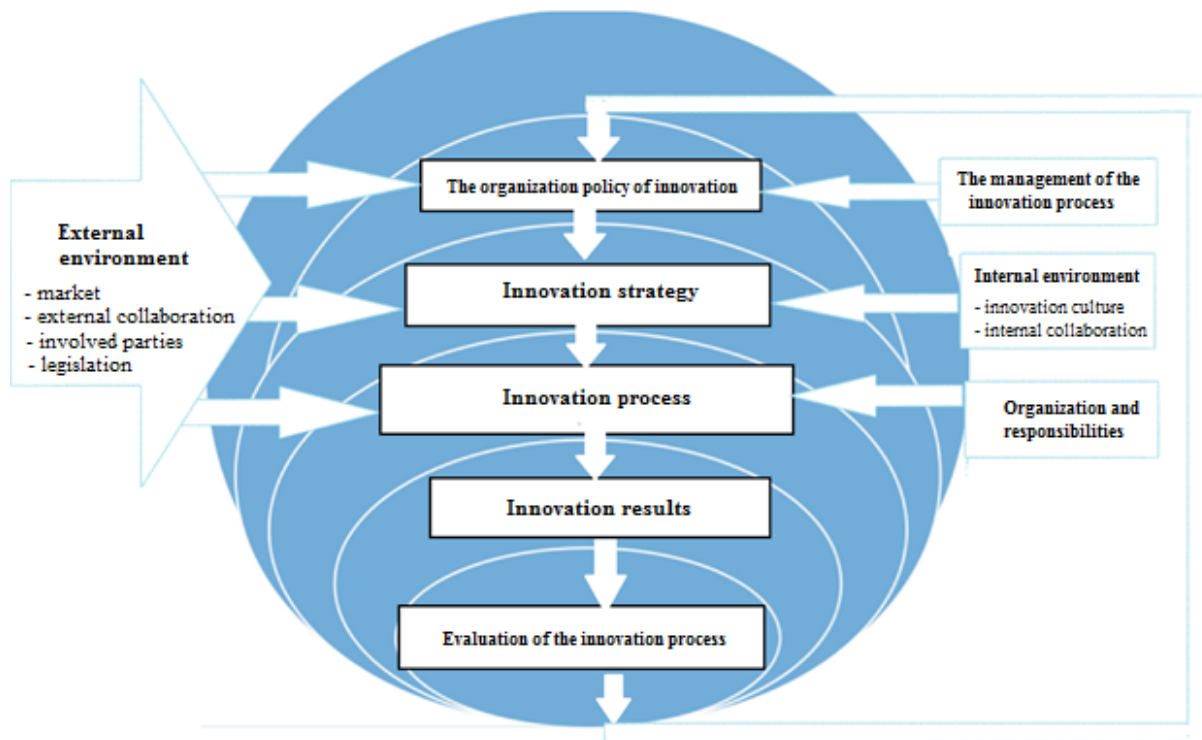 The organization policy of innovation
The management of the
innovation process
External
environment
- market
- external collaboration
- involved parties
- legislation
Innovation strategy
Internal environment
- innovation culture
- internal collaboration
Innovation process
Organization and
responsibilities
Innovation results
Evaluation of the innovation process